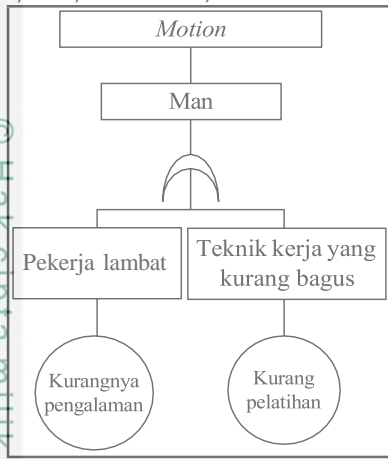 Motion
Man
Pekerja lambat
Teknik kerja yang
kurang bagus
Kurangnya
pengalaman
Kurang
pelatihan